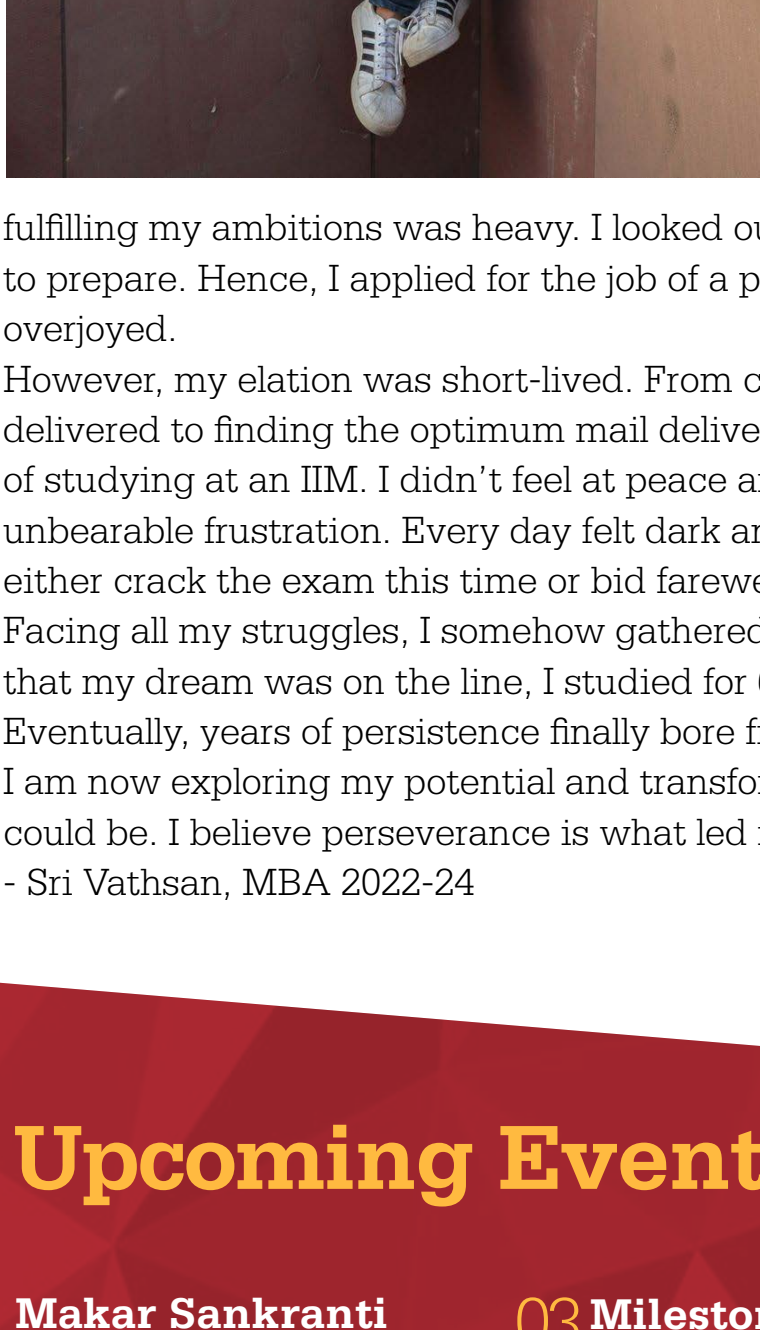 fulfilling my ambitions was heavy. I looked
to prepare. Hence, I applied for the job of a
overjoyed.
However, my elation was short-lived. From
delivered to finding the optimum mail
of studying at an IIM. I didn’t feel at peace
unbearable frustration. Every day felt dark
either crack the exam this time or bid
Facing all my struggles, I somehow gathered
that my dream was on the line, I studied for
Eventually, years of persistence finally bore
I am now exploring my potential and
could be. I believe perseverance is what led
- Sri Vathsan, MBA 2022-24
Upcoming Event
Makar Sankranti
03